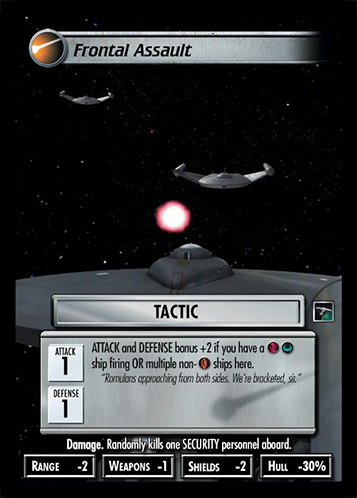 Frontal Assault
TACTIC
ATTACK
1
ATTACK and DEFENSE bonus +2 if you have a
ship firing OR multiple non- ships here.
"Romulans approaching from both sides. We're bracketed, sir."
DEFENSE
1
Damage. Randomly kills one SECURITY personnel aboard.
RANGE -2 WEAPONS -1 SHIELDS -2 HULL -30%